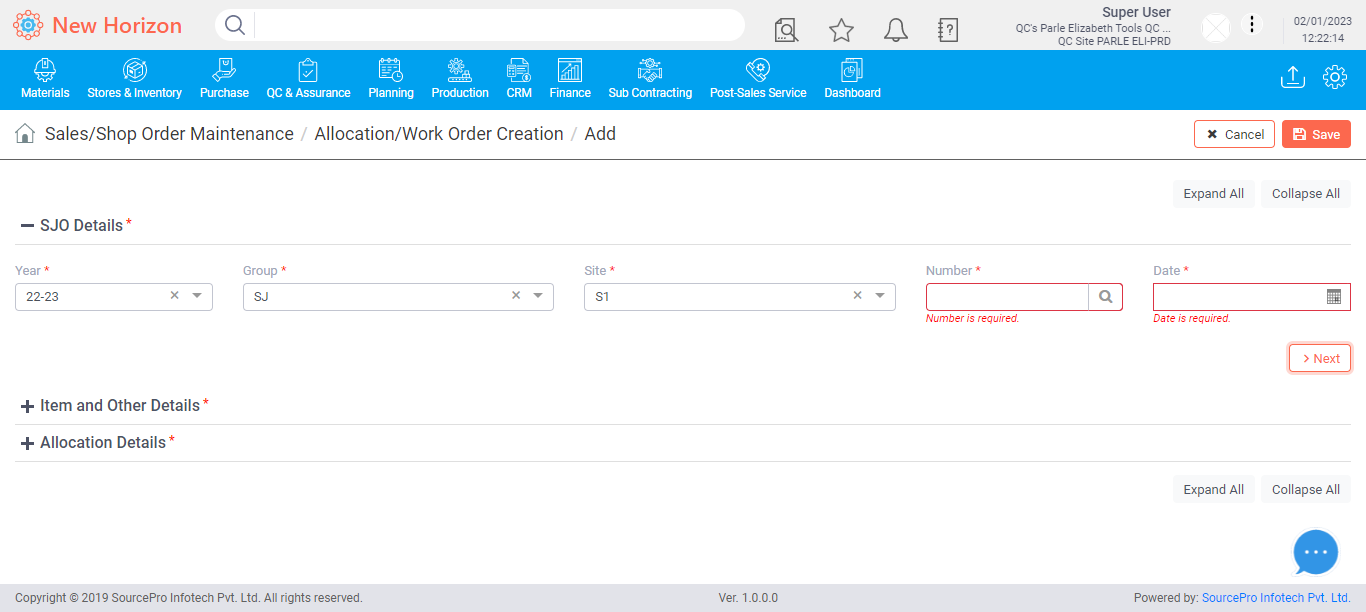 New Horizon
Super User
QC's Parle Elizabeth Tools QC ...
QC Site PARLE ELI-PRD
02/01/2023
12:22:14
Materials
Stores & Inventory
Purchase
QC & Assurance
Planning
Production
CRM
Finance
Sub Contracting
Post-Sales Service
Dashboard
Sales/Shop Order Maintenance / Allocation/Work Order Creation / Add
Cancel
Save
Expand All
Collapse All
SJO Details *
Year *
Group *
Site *
Number *
Date *
22-23
SJ
S1
Number is required.
Date is required.
Next
Item and Other Details *
Allocation Details *
Expand All
Collapse All
Copyright © 2019 SourcePro Infotech Pvt. Ltd. All rights reserved.
Ver. 1.0.0.0
Powered by: SourcePro Infotech Pvt. Ltd.